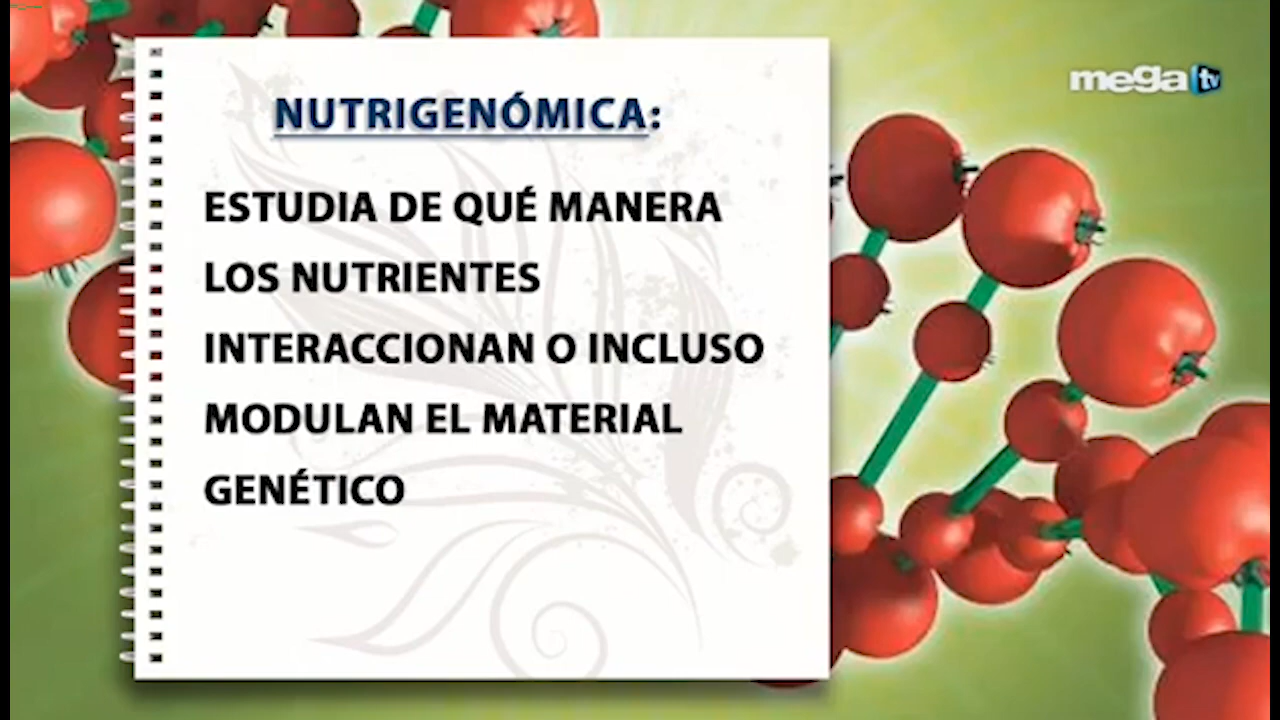 mega tv
NUTRIGENÓMICA:
ESTUDIA DE QUÉ MANERA
LOS NUTRIENTES
INTERACCIONAN O INCLUSO
MODULAN EL MATERIAL
GENÉTICO